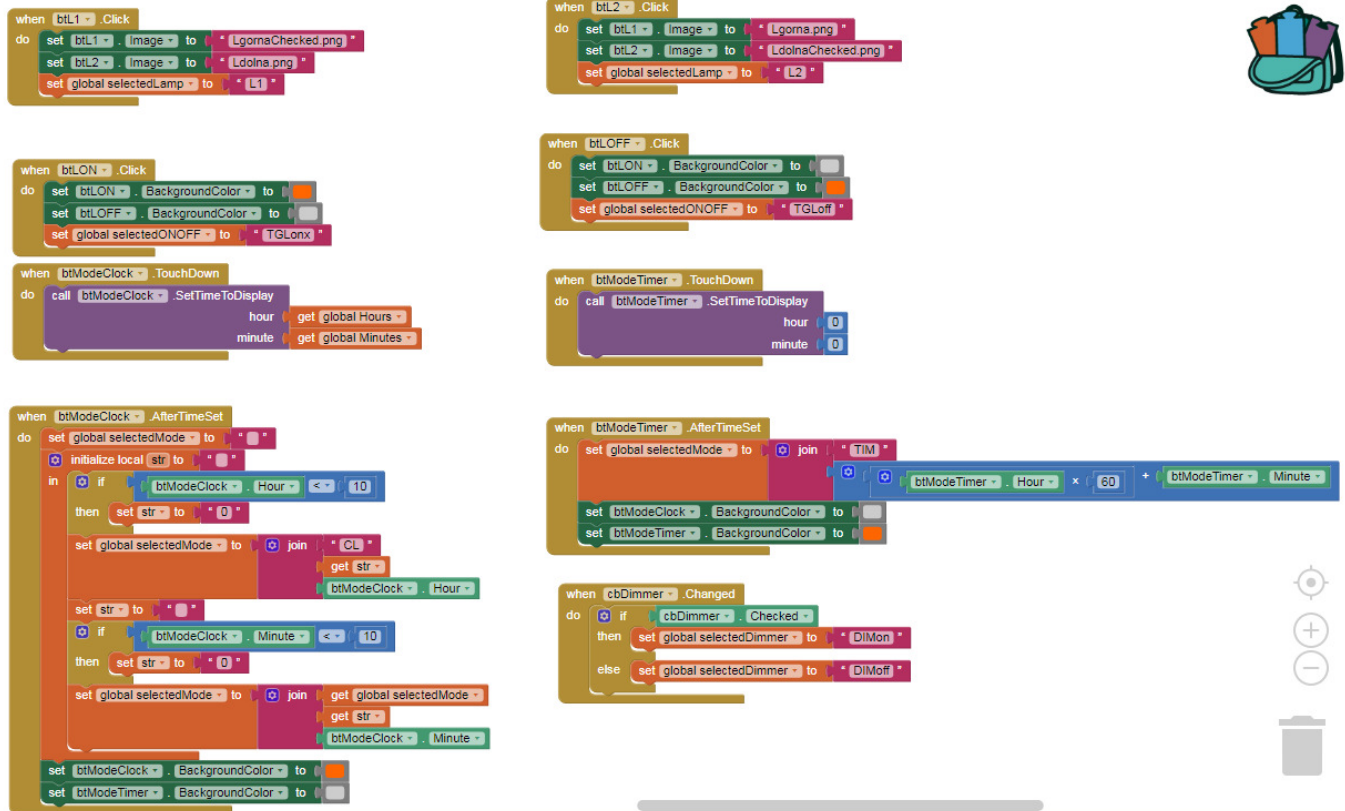 when btL1 .Click
do set btL1 . Image to " LgornaChecked.png "
set btL2 . Image to " Ldolna.png "
set global selectedLamp to " L1 "
when btL2 .Click
do set btL1 . Image to " Lgorna.png "
set btL2 . Image to " LdolnaChecked.png "
set global selectedLamp to " L2 "
when btLON .Click
do set btLON . BackgroundColor to
set btLOFF . BackgroundColor to
set global selectedONOFF to " TGLonx "
when btLOFF .Click
do set btLON . BackgroundColor to
set btLOFF . BackgroundColor to
set global selectedONOFF to " TGLoff "
when btModeClock .TouchDown
do call btModeClock .SetTimeToDisplay
hour get global Hours
minute get global Minutes
when btModeTimer .TouchDown
do call btModeTimer .SetTimeToDisplay
hour 0
minute 0
when btModeClock .AfterTimeSet
do set global selectedMode to " "
initialize local str to " "
in if btModeClock . Hour < 10
then set str to " 0 "
set global selectedMode to join " CL "
get str
btModeClock . Hour
set str to " "
if btModeClock . Minute < 10
then set str to " 0 "
set global selectedMode to join get global selectedMode
get str
btModeClock . Minute
set btModeClock . BackgroundColor to
set btModeTimer . BackgroundColor to
when btModeTimer .AfterTimeSet
do set global selectedMode to join " TIM "
btModeTimer . Hour x 60 + btModeTimer . Minute
set btModeClock . BackgroundColor to
set btModeTimer . BackgroundColor to
when cbDimmer .Changed
do if cbDimmer . Checked
then set global selectedDimmer to " DIMon "
else set global selectedDimmer to " DIMoff "